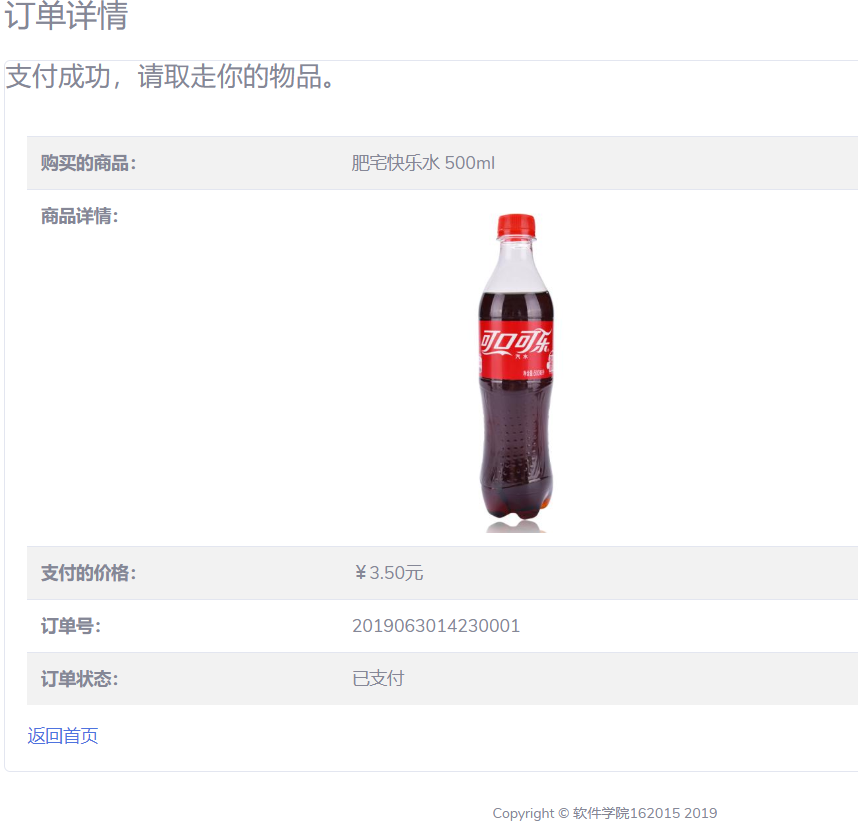 订单详情
支付成功，请取走你的物品。
购买的商品： 肥宅快乐水 500ml
商品详情：
可口可乐
汽水
支付的价格： ￥3.50元
订单号： 2019063014230001
订单状态： 已支付
返回首页
Copyright © 软件学院162015 2019